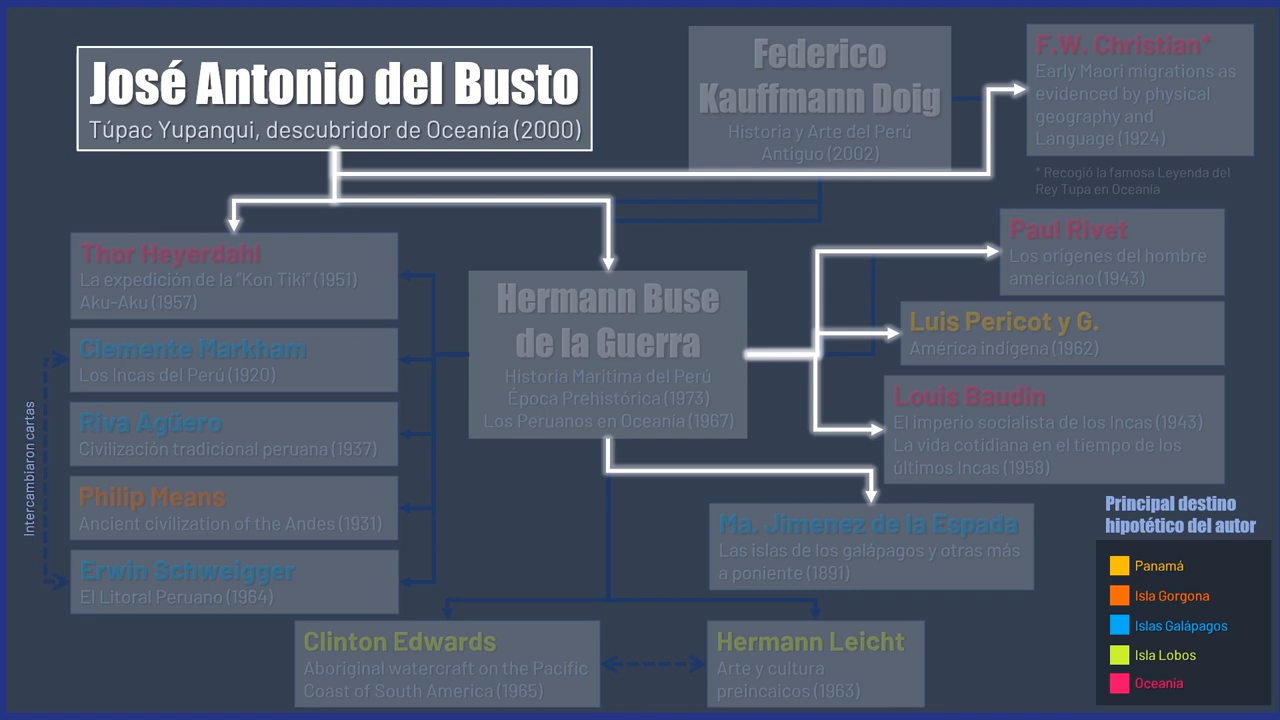 José Antonio del Busto
Túpac Yupanqui, descubridor de Oceanía (2000)
Federico
Kauffmann Doig
Historia y Arte del Perú
Antiguo (2002)
F.W. Christian*
Early Maori migrations as
evidenced by physical
geography and
Language (1924)
* Recogió la famosa Leyenda del
Rey Tupa en Oceanía
Thor Heyerdahl
La expedición de la "Kon Tiki" (1951)
Aku-Aku (1957)
Clemente Markham
Los Incas del Perú (1920)
Riva Agüero
Civilización tradicional peruana (1937)
Philip Means
Ancient civilization of the Andes (1931)
Erwin Schweigger
El Litoral Peruano (1964)
Intercambiaron cartas
Hermann Buse
de la Guerra
Historia Marítima del Perú
Época Prehistórica (1973)
Los Peruanos en Oceanía (1967)
Paul Rivet
Los orígenes del hombre
americano (1943)
Luis Pericot y G.
América indígena (1962)
Louis Baudin
El imperio socialista de los Incas (1943)
La vida cotidiana en el tiempo de los
últimos Incas (1958)
Ma. Jimenez de la Espada
Las islas de los galápagos y otras más
a poniente (1891)
Clinton Edwards
Aboriginal watercraft on the Pacific
Coast of South America (1965)
Hermann Leicht
Arte y cultura
preincaicos (1963)
Principal destino
hipotético del autor
Panamá
Isla Gorgona
Islas Galápagos
Isla Lobos
Oceanía